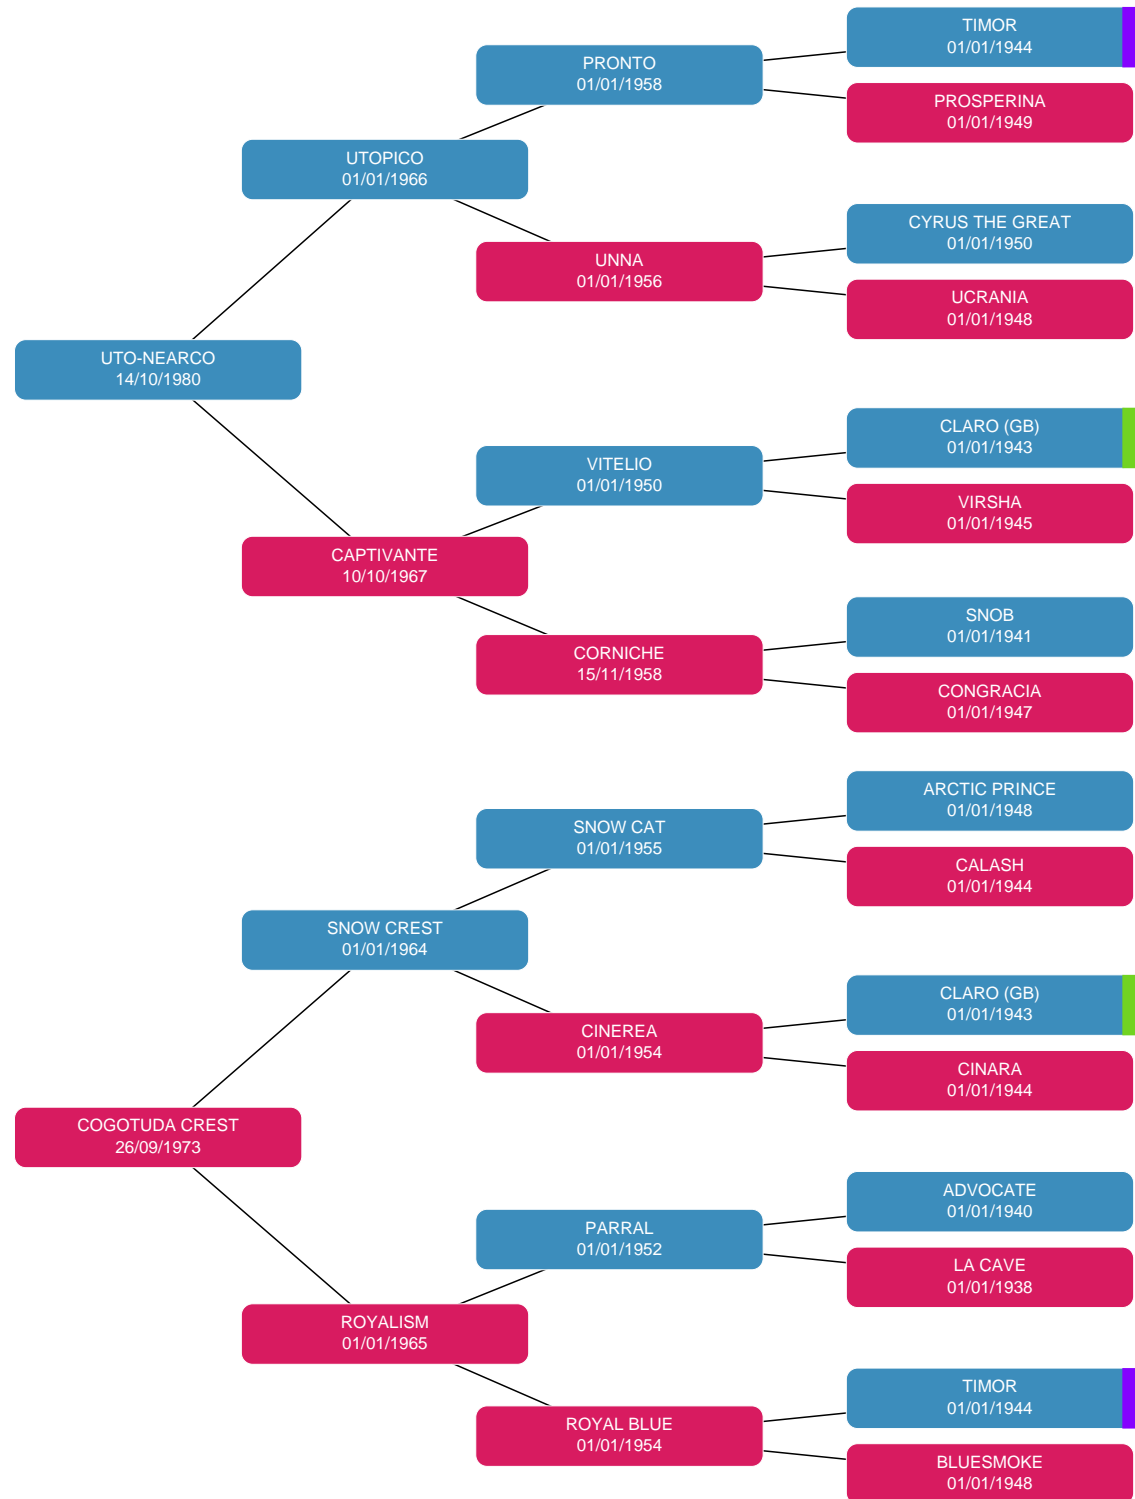 TIMOR
01/01/1944
PRONTO
01/01/1958
PROSPERINA
01/01/1949
UTOPICO
01/01/1966
CYRUS THE GREAT
01/01/1950
UNNA
01/01/1956
UCRANIA
01/01/1948
UTO-NEARCO
14/10/1980
CLARO (GB)
01/01/1943
VITELIO
01/01/1950
VIRSHA
01/01/1945
CAPTIVANTE
10/10/1967
SNOB
01/01/1941
CORNICHE
15/11/1958
CONGRACIA
01/01/1947
ARCTIC PRINCE
01/01/1948
SNOW CAT
01/01/1955
CALASH
01/01/1944
SNOW CREST
01/01/1964
CLARO (GB)
01/01/1943
CINEREA
01/01/1954
CINARA
01/01/1944
COGOTUDA CREST
26/09/1973
ADVOCATE
01/01/1940
PARRAL
01/01/1952
LA CAVE
01/01/1938
ROYALISM
01/01/1965
TIMOR
01/01/1944
ROYAL BLUE
01/01/1954
BLUESMOKE
01/01/1948